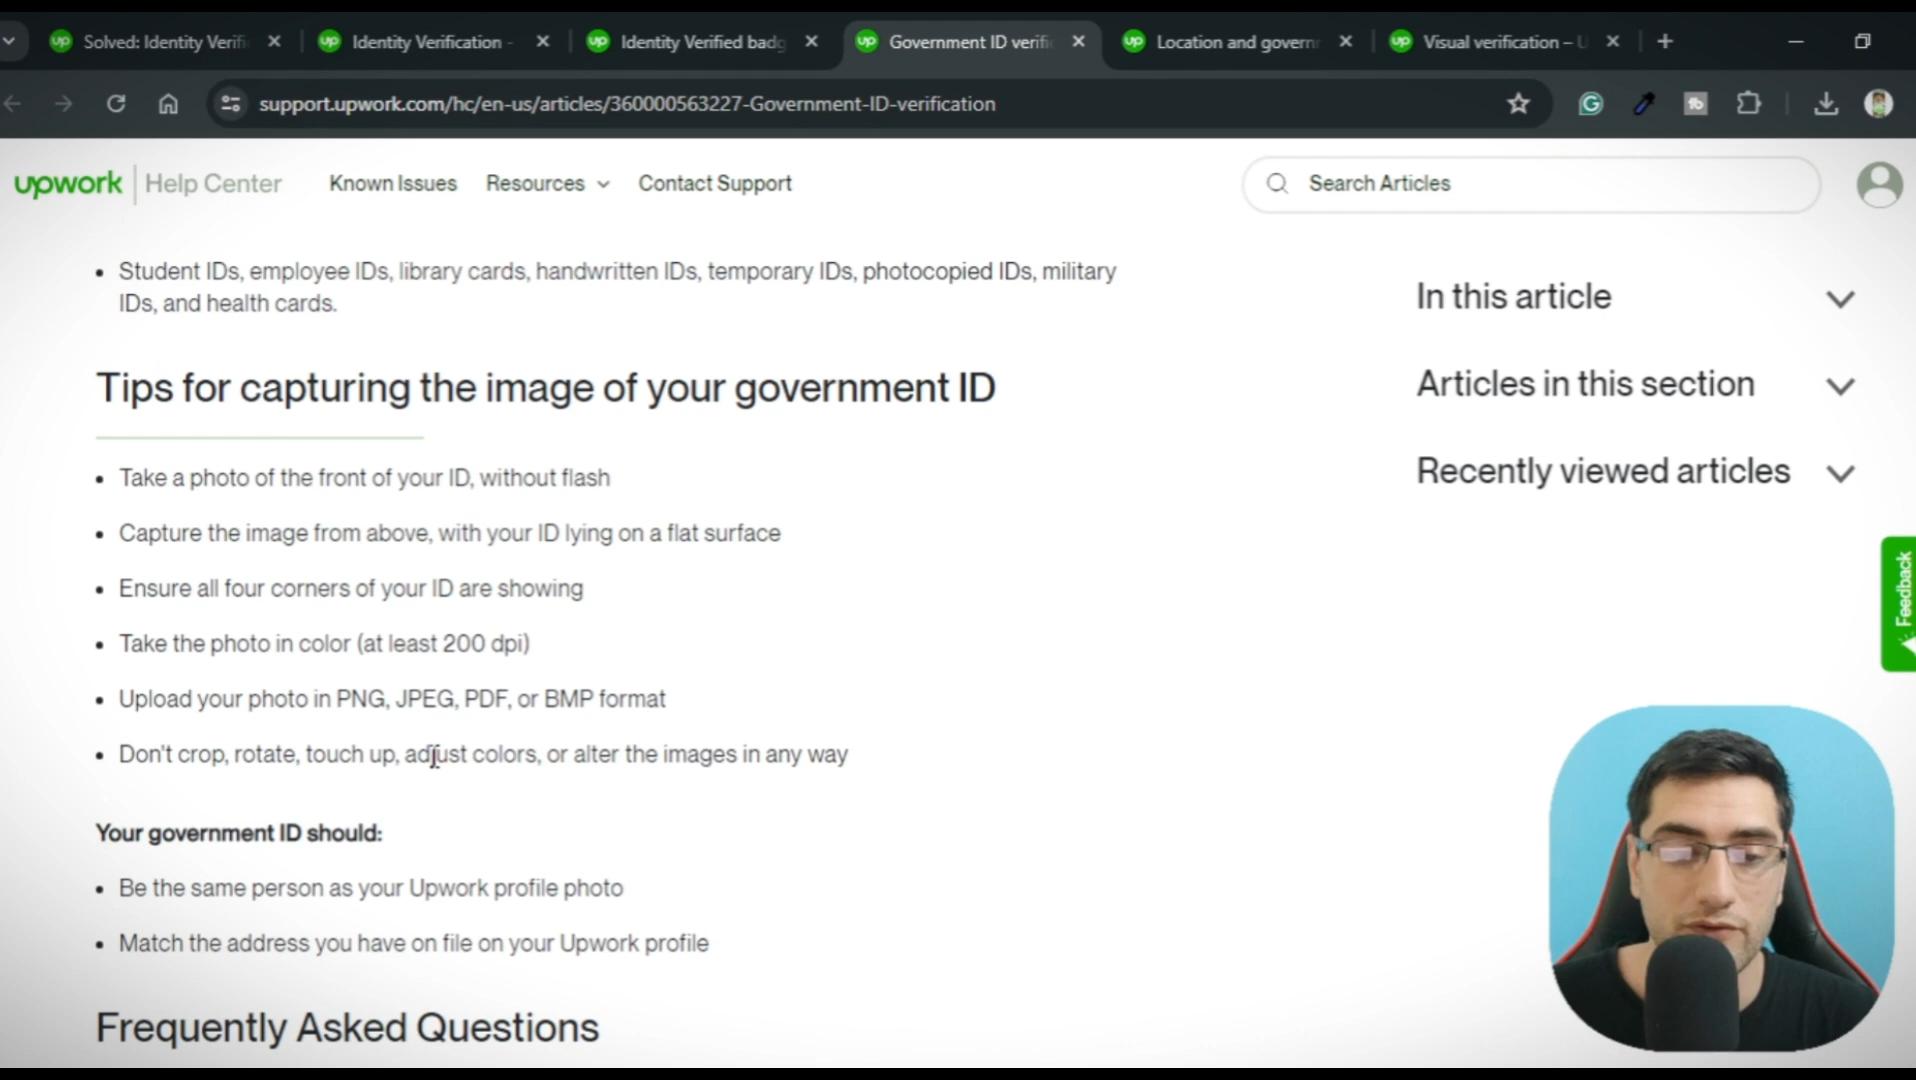 Solved: Identity Verifi
Identity Verification -
Identity Verified badg
Government ID verifi
Location and govern
Visual verification – U
support.upwork.com/hc/en-us/articles/360000563227-Government-ID-verification
upwork Help Center
Known Issues
Resources
Contact Support
Search Articles
Student IDs, employee IDs, library cards, handwritten IDs, temporary IDs, photocopied IDs, military
IDs, and health cards.
Tips for capturing the image of your government ID
Take a photo of the front of your ID, without flash
Capture the image from above, with your ID lying on a flat surface
Ensure all four corners of your ID are showing
Take the photo in color (at least 200 dpi)
Upload your photo in PNG, JPEG, PDF, or BMP format
Don't crop, rotate, touch up, adjust colors, or alter the images in any way
Your government ID should:
Be the same person as your Upwork profile photo
Match the address you have on file on your Upwork profile
Frequently Asked Questions
In this article
Articles in this section
Recently viewed articles
Feedback